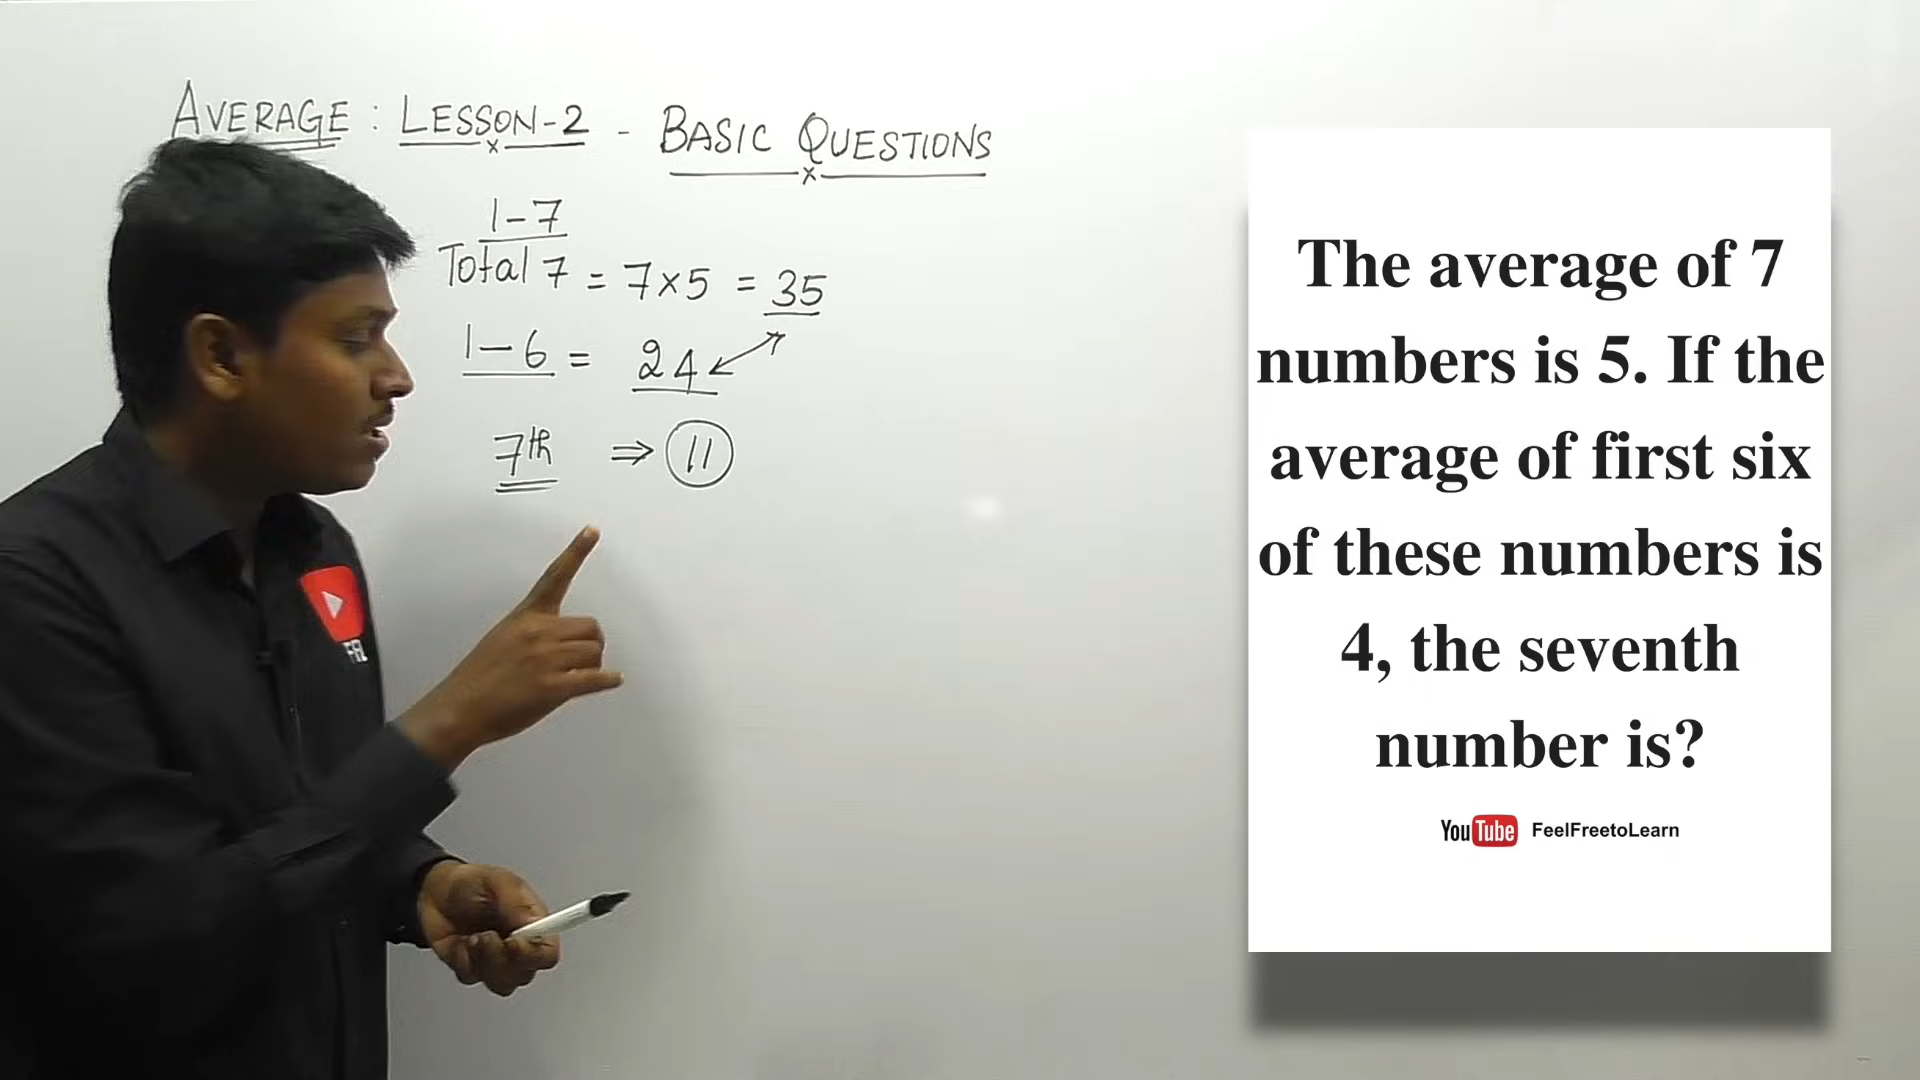 AVERAGE : LESSON-2 - BASIC QUESTIONS
1-7
Total 7 = 7×5 = 35
1-6 = 24
7th ⇒ 11
The average of 7
numbers is 5. If the
average of first six
of these numbers is
4, the seventh
number is?
YouTube FeelFreetoLearn